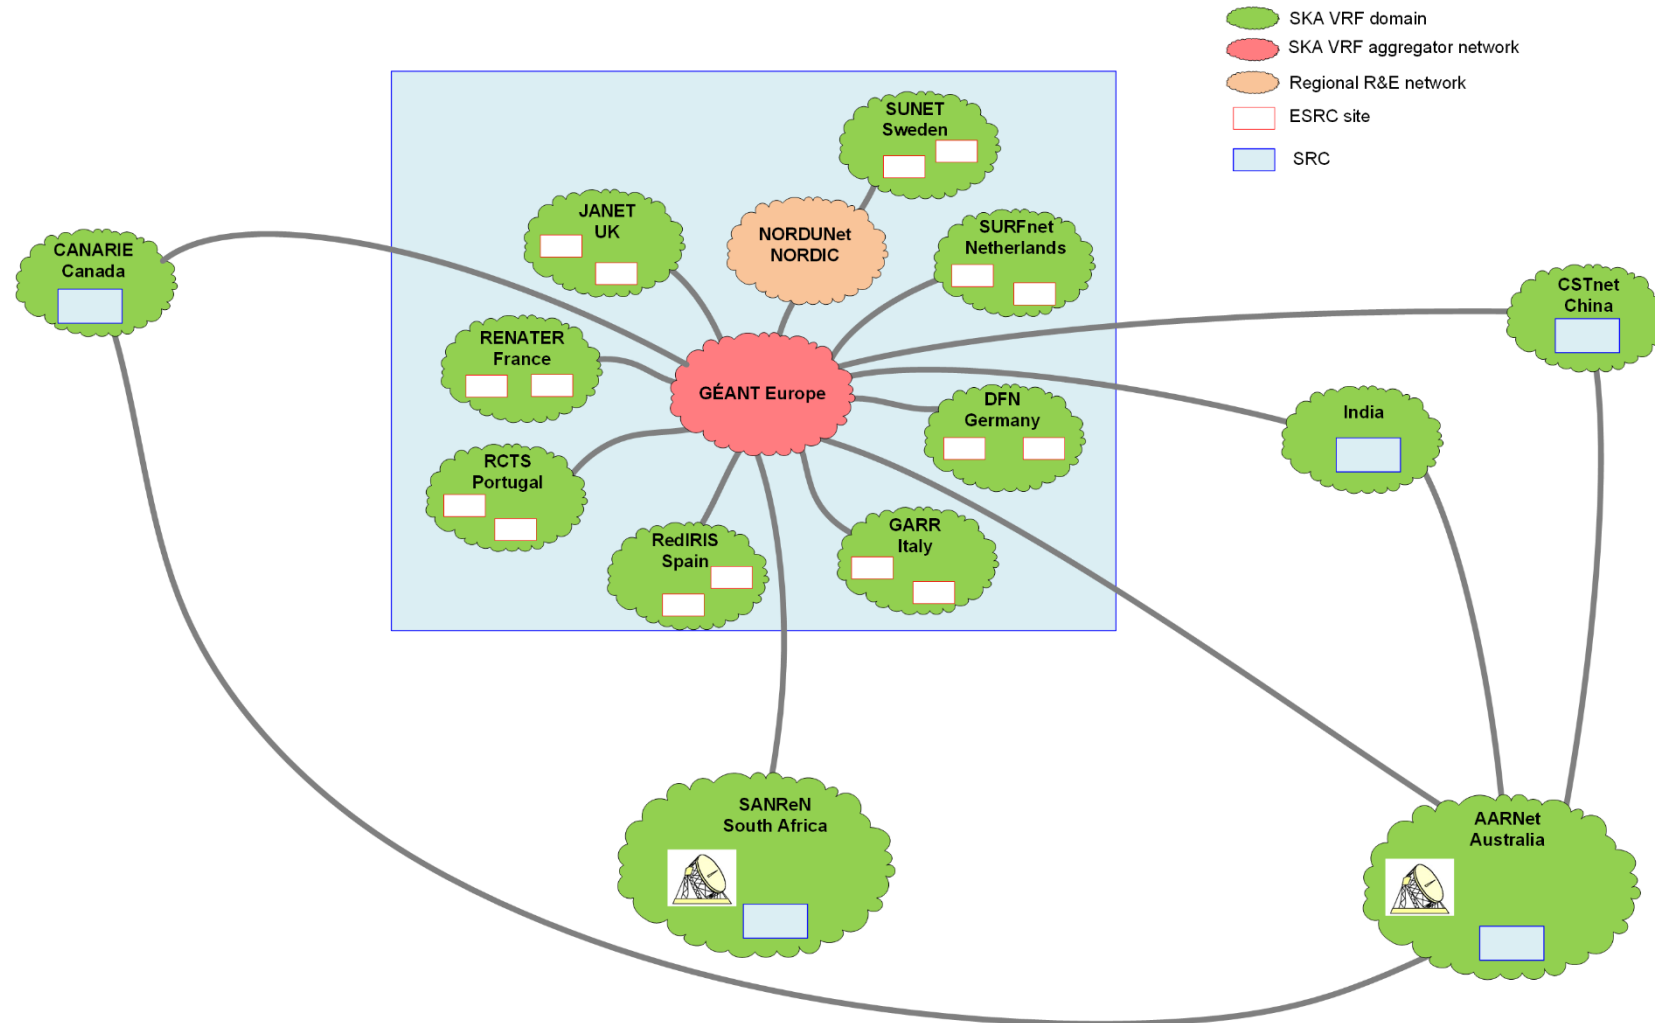 SKA VRF domain
SKA VRF aggregator network
Regional R&E network
ESRC site
SRC
SUNET
Sweden
JANET
UK
NORDUNet
NORDIC
SURFnet
Netherlands
CANARIE
Canada
CSTnet
China
RENATER
France
GÉANT Europe
DFN
Germany
India
RCTS
Portugal
RedIRIS
Spain
GARR
Italy
SANReN
South Africa
AARNet
Australia